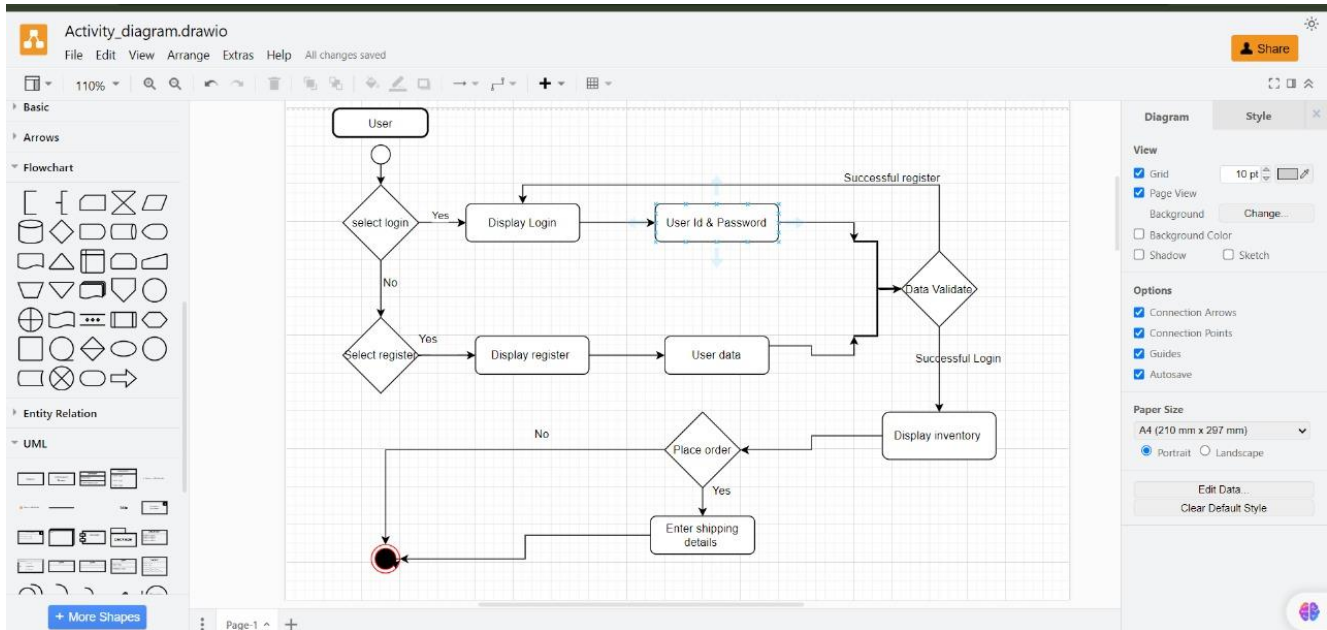 Activity_diagram.drawio
File Edit View Arrange Extras Help All changes saved
Share
110%
Basic
Arrows
Flowchart
Entity Relation
UML
+ More Shapes
User
select login
Yes
Display Login
User Id & Password
Successful register
No
Data Validate
Select register
Yes
Display register
User data
Successful Login
Display inventory
Place order
No
Yes
Enter shipping
details
Page-1
Diagram
Style
View
Grid
10 pt
Page View
Background
Change...
Background Color
Shadow
Sketch
Options
Connection Arrows
Connection Points
Guides
Autosave
Paper Size
A4 (210 mm x 297 mm)
Portrait
Landscape
Edit Data...
Clear Default Style